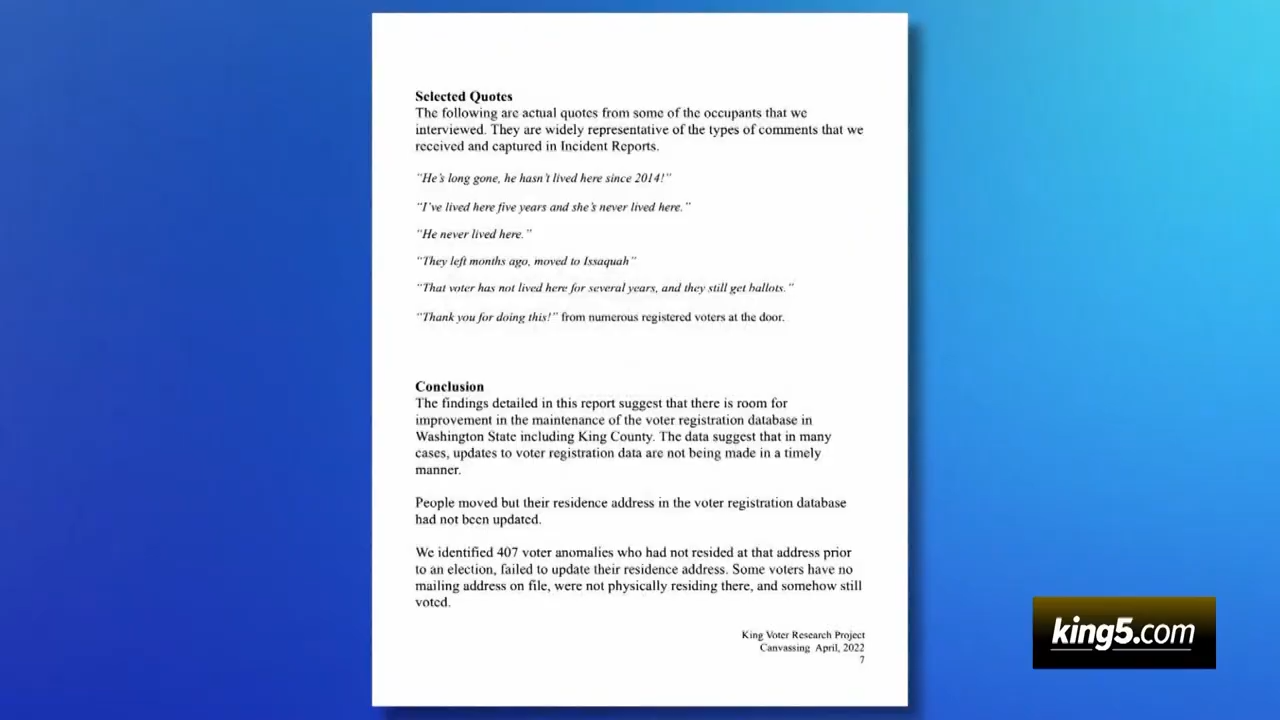 Selected Quotes
The following are actual quotes from some of the occupants that we
interviewed. They are widely representative of the types of comments that we
received and captured in Incident Reports.
"He's long gone, he hasn't lived here since 2014!"
"I've lived here five years and she's never lived here."
"He never lived here."
"They left months ago, moved to Issaquah"
"That voter has not lived here for several years, and they still get ballots."
"Thank you for doing this!" from numerous registered voters at the door.
Conclusion
The findings detailed in this report suggest that there is room for
improvement in the maintenance of the voter registration database in
Washington State including King County. The data suggest that in many
cases, updates to voter registration data are not being made in a timely
manner.
People moved but their residence address in the voter registration database
had not been updated.
We identified 407 voter anomalies who had not resided at that address prior
to an election, failed to update their residence address. Some voters have no
mailing address on file, were not physically residing there, and somehow still
voted.
King Voter Research Project
Canvassing April, 2022
7
king5.com